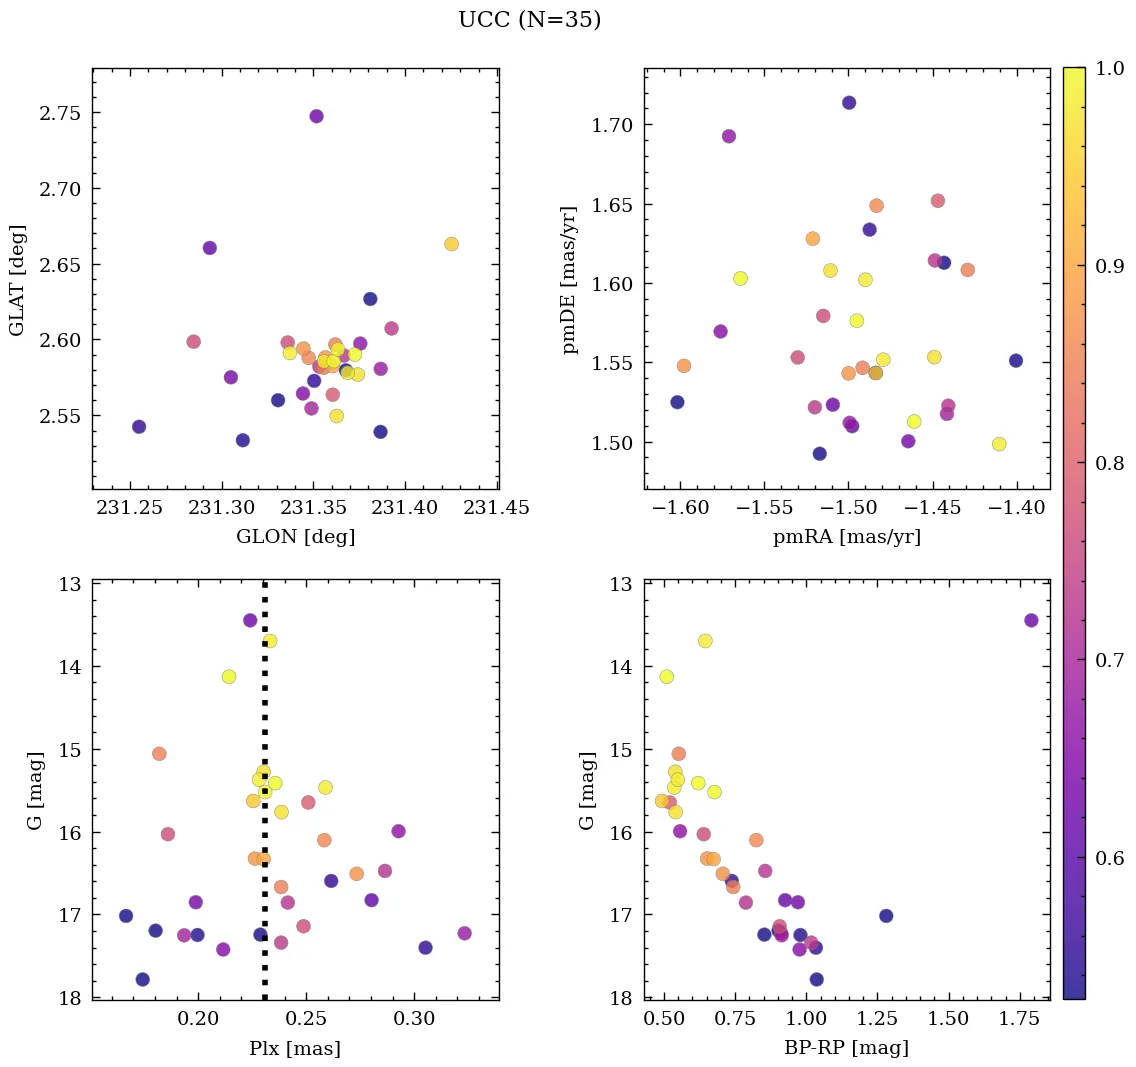 UCC (N=35)
2.75
2.70
2.65
2.60
2.55
GLAT [deg]
231.25 231.30 231.35 231.40 231.45
GLON [deg]
1.70
1.65
1.60
1.55
1.50
pmDE [mas/yr]
−1.60 −1.55 −1.50 −1.45 −1.40
pmRA [mas/yr]
13
14
15
16
17
18
G [mag]
0.20 0.25 0.30
Plx [mas]
13
14
15
16
17
18
G [mag]
0.50 0.75 1.00 1.25 1.50 1.75
BP-RP [mag]
1.0
0.9
0.8
0.7
0.6